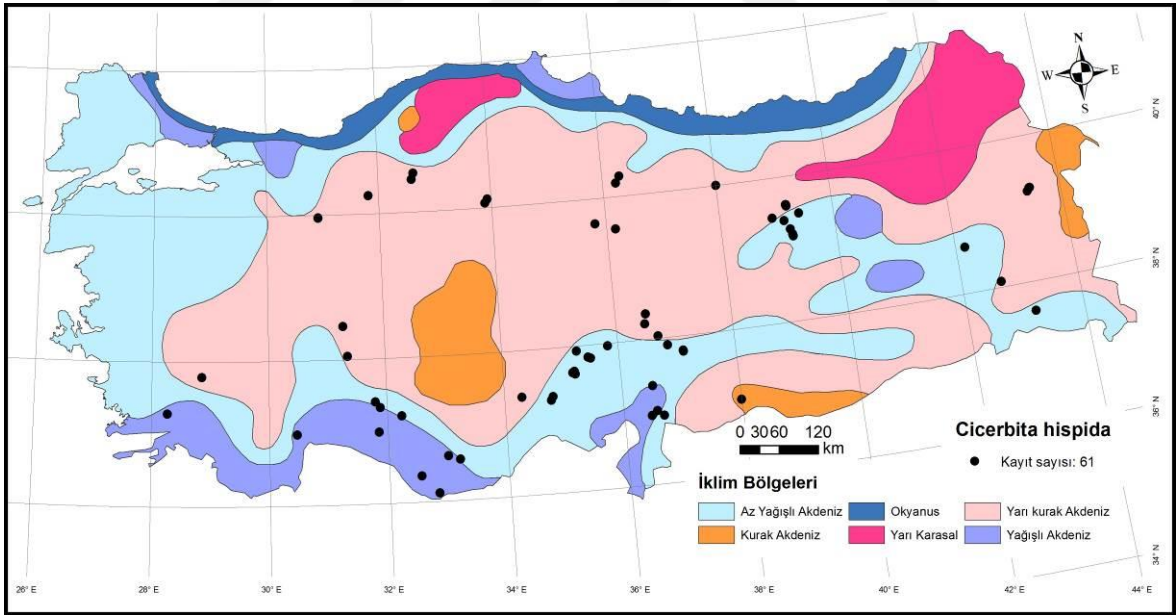 N
W E
S
40° N
38° N
36° N
34° N
0 30 60 120
km
Cicerbita hispida
Kayıt sayısı: 61
İklim Bölgeleri
Az Yağışlı Akdeniz
Okyanus
Yarı kurak Akdeniz
Kurak Akdeniz
Yarı Karasal
Yağışlı Akdeniz
26° E 28° E 30° E 32° E 34° E 36° E 38° E 40° E 42° E 44° E